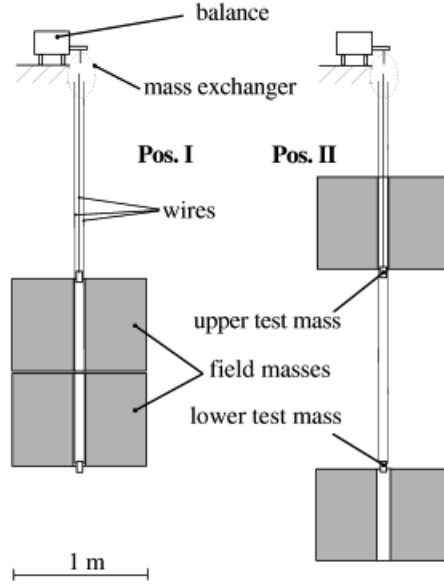 balance
mass exchanger
Pos. I
Pos. II
wires
upper test mass
field masses
lower test mass
1 m